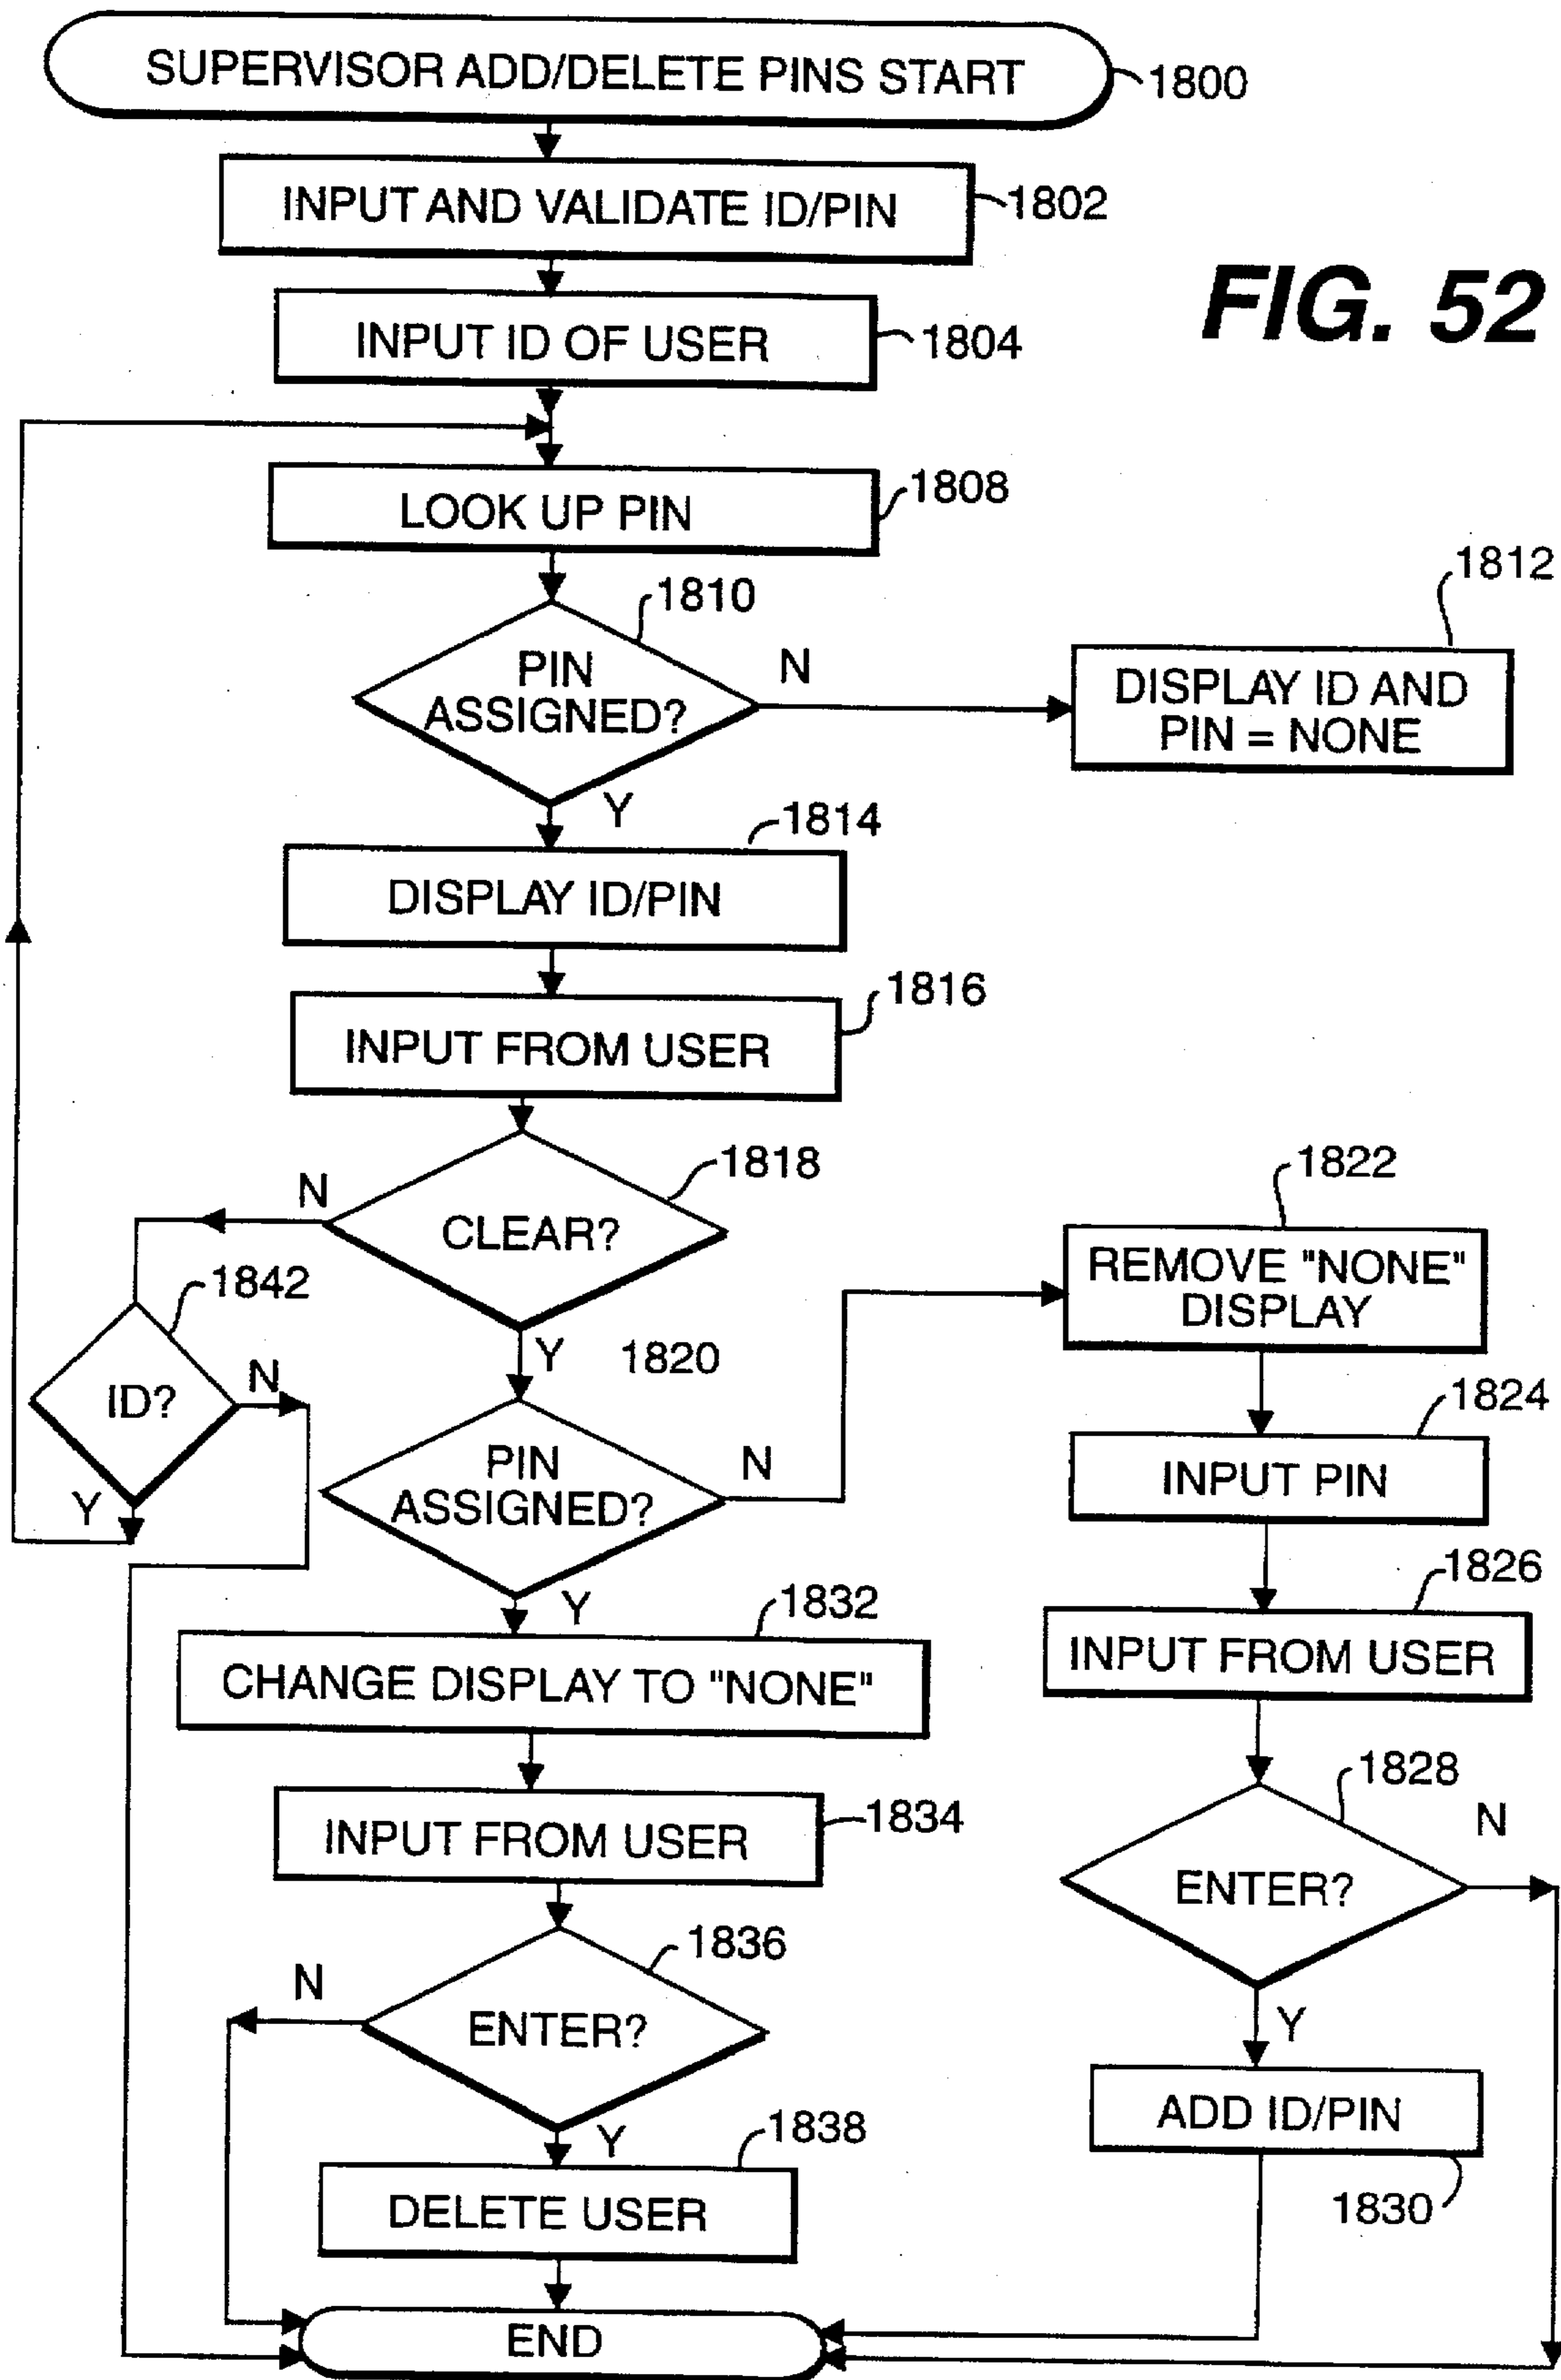 SUPERVISOR ADD/DELETE PINS START
1800
INPUT AND VALIDATE ID/PIN
1802
FIG. 52
INPUT ID OF USER
1804
LOOK UP PIN
1808
1810
PIN
ASSIGNED?
N
1812
DISPLAY ID AND
PIN = NONE
Y
1814
DISPLAY ID/PIN
1816
INPUT FROM USER
1818
N
CLEAR?
1842
ID?
N
Y
Y
1820
PIN
ASSIGNED?
N
1822
REMOVE "NONE"
DISPLAY
1824
INPUT PIN
1826
INPUT FROM USER
1828
ENTER?
N
Y
ADD ID/PIN
1830
Y
1832
CHANGE DISPLAY TO "NONE"
1834
INPUT FROM USER
1836
N
ENTER?
Y
1838
DELETE USER
END